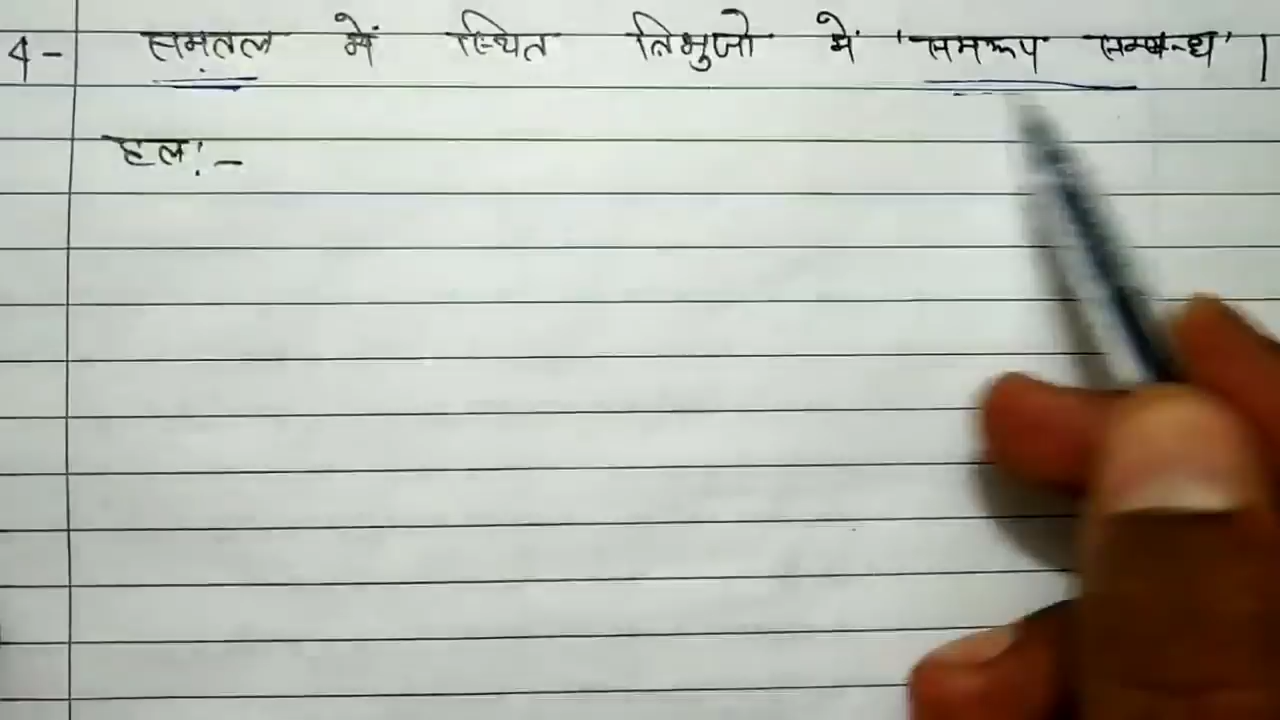 4- समतल में स्थित त्रिभुजो में 'समरूप सम्बन्ध' |
हल:-